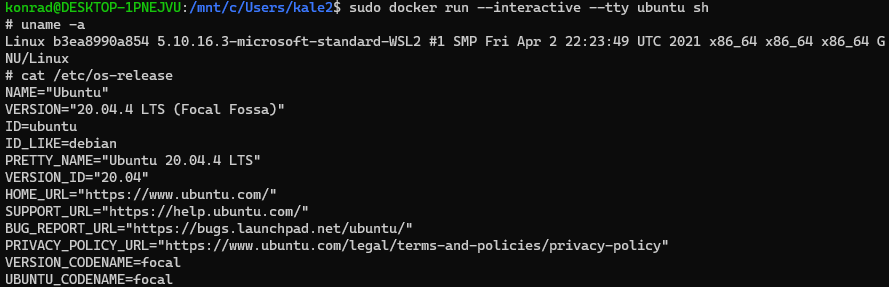 konrad@DESKTOP-1PNEJVU:/mnt/c/Users/kale2$ sudo docker run --interactive --tty ubuntu sh
# uname -a
Linux b3ea8990a854 5.10.16.3-microsoft-standard-WSL2 #1 SMP Fri Apr 2 22:23:49 UTC 2021 x86_64 x86_64 x86_64 G
NU/Linux
# cat /etc/os-release
NAME="Ubuntu"
VERSION="20.04.4 LTS (Focal Fossa)"
ID=ubuntu
ID_LIKE=debian
PRETTY_NAME="Ubuntu 20.04.4 LTS"
VERSION_ID="20.04"
HOME_URL="https://www.ubuntu.com/"
SUPPORT_URL="https://help.ubuntu.com/"
BUG_REPORT_URL="https://bugs.launchpad.net/ubuntu/"
PRIVACY_POLICY_URL="https://www.ubuntu.com/legal/terms-and-policies/privacy-policy"
VERSION_CODENAME=focal
UBUNTU_CODENAME=focal